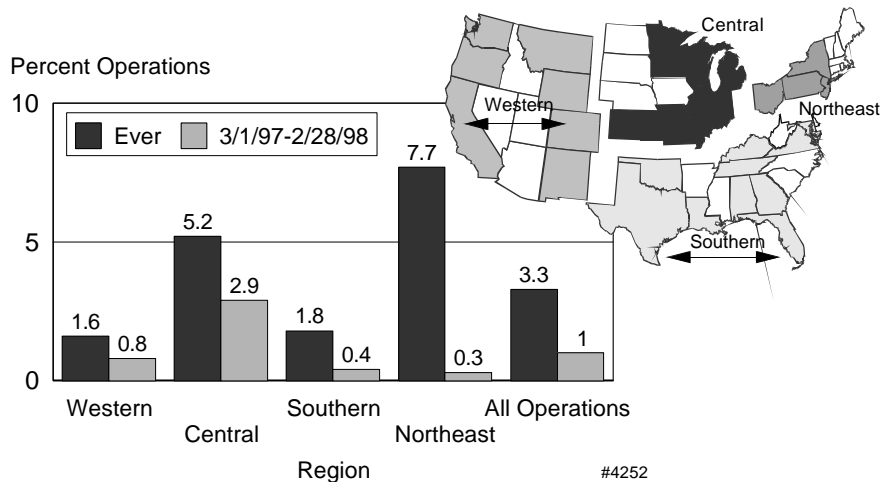 Central
Percent Operations
10
Western
Northeast
Ever 3/1/97-2/28/98
7.7
5.2
5
Southern
3.3
2.9
1.6
1.8
0.8
0.4
0.3
1
0
Western Southern All Operations
Central Northeast
Region
#4252